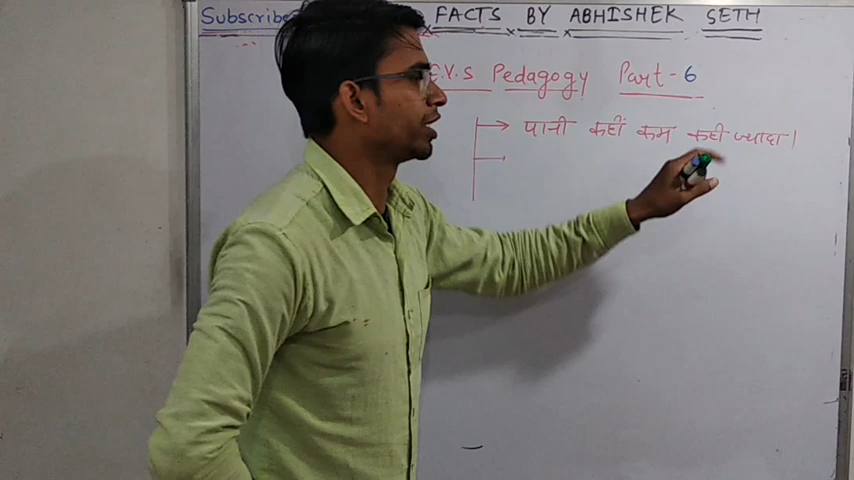 Subscribe FACTS BY ABHISHEK SETH
E.V.S Pedagogy Part-6
पानी कहीं कम कही ज्यादा।